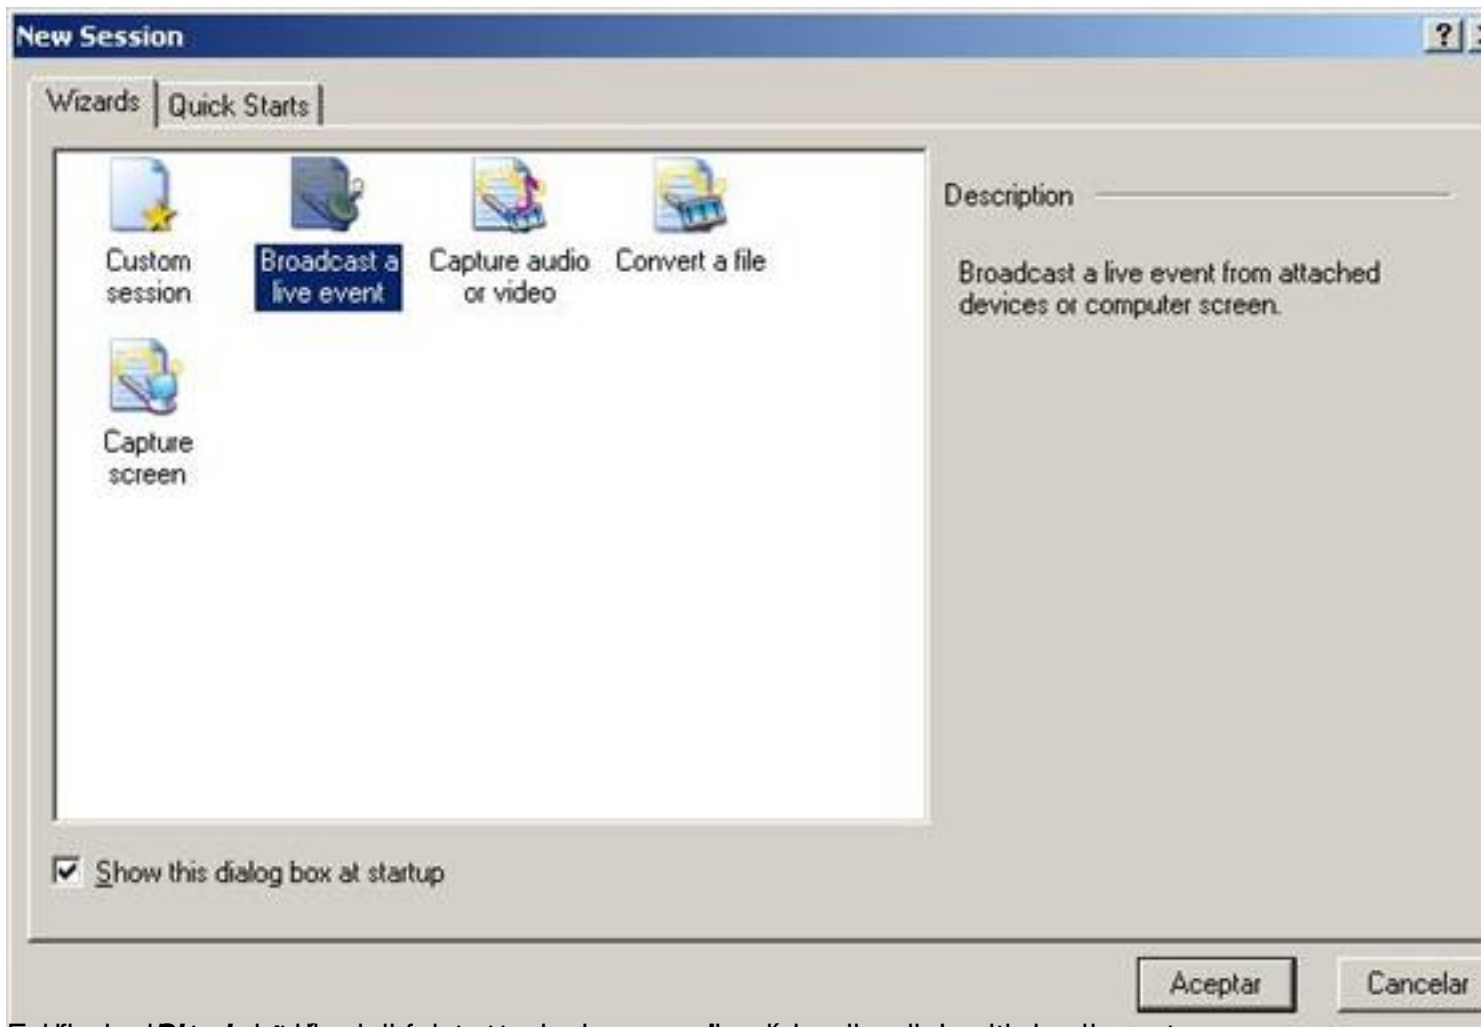 New Session
Wizards
Quick Starts
Custom
session
Broadcast a
live event
Capture audio
or video
Convert a file
Capture
screen
Description
Broadcast a live event from attached
devices or computer screen.
Show this dialog box at startup
Aceptar
Cancelar